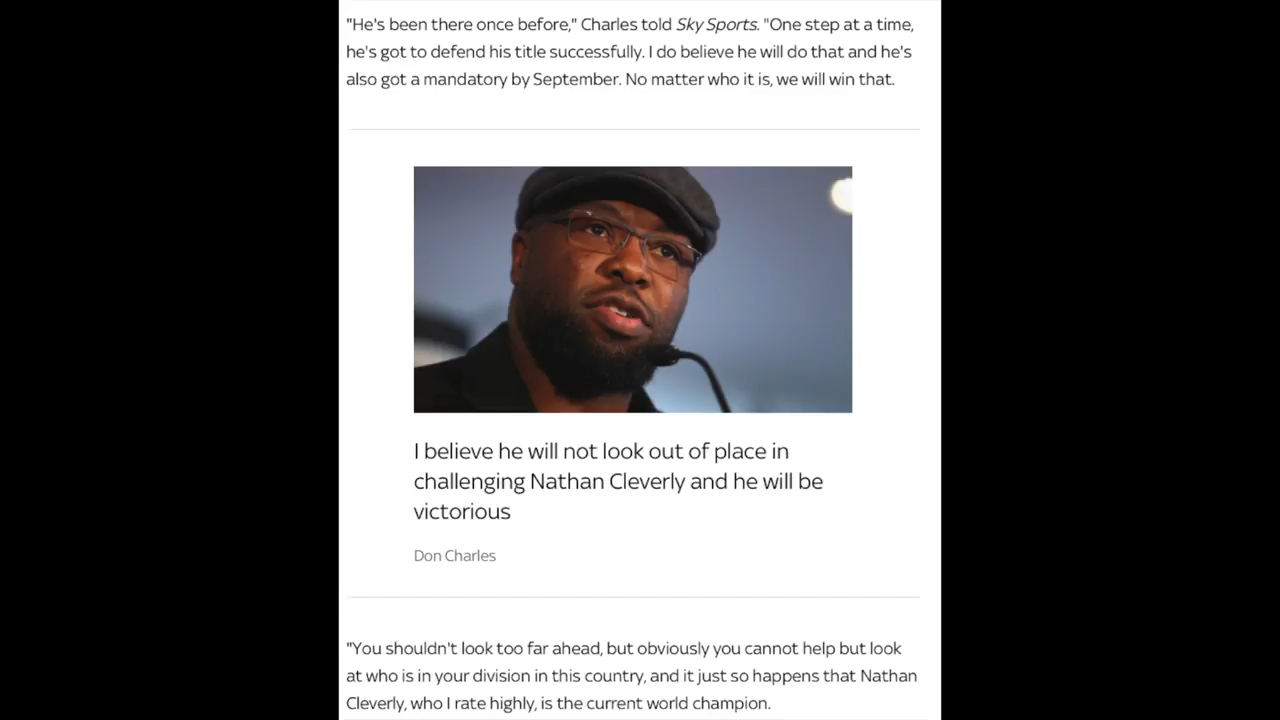 "He's been there once before," Charles told Sky Sports. "One step at a time,
he's got to defend his title successfully. I do believe he will do that and he's
also got a mandatory by September. No matter who it is, we will win that.
I believe he will not look out of place in
challenging Nathan Cleverly and he will be
victorious
Don Charles
"You shouldn't look too far ahead, but obviously you cannot help but look
at who is in your division in this country, and it just so happens that Nathan
Cleverly, who I rate highly, is the current world champion.